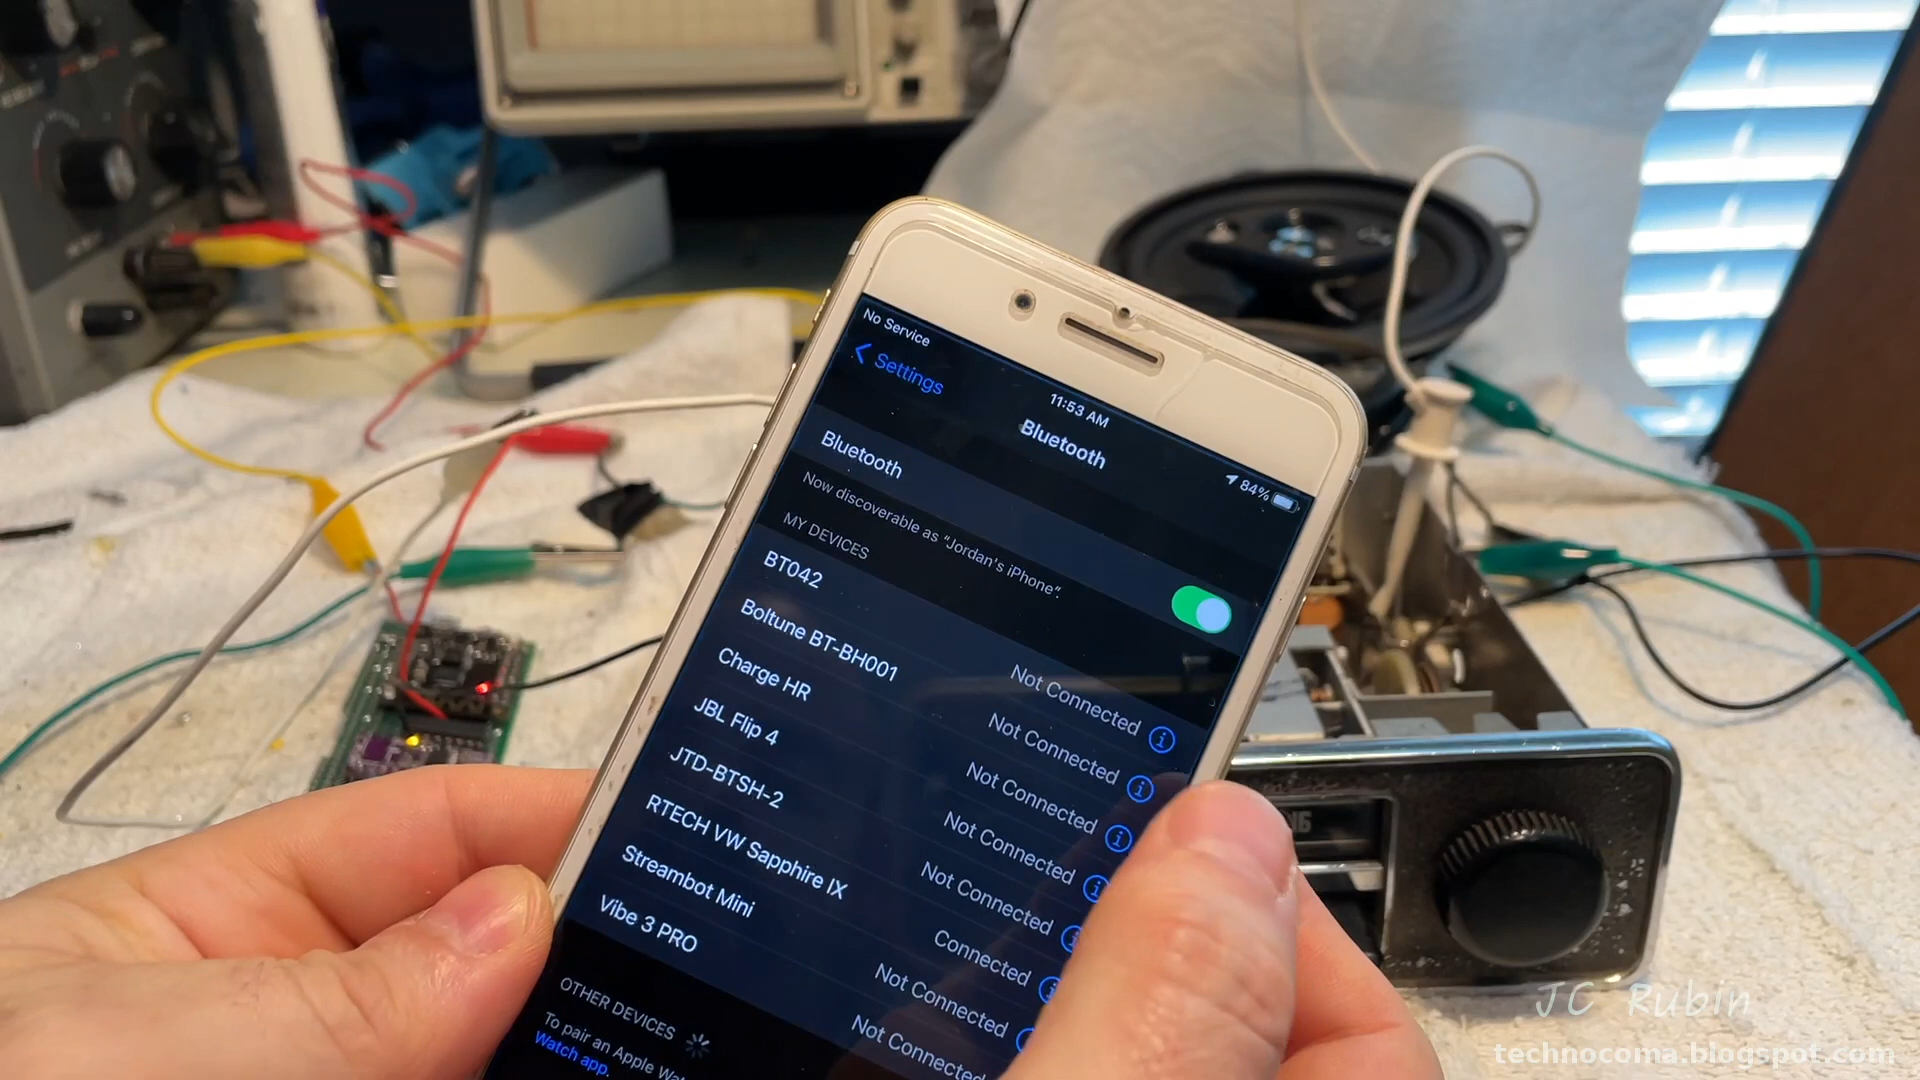 No Service
11:53 AM
84%
Settings
Bluetooth
Bluetooth
Now discoverable as “Jordan's iPhone”.
MY DEVICES
BT042 Not Connected
Boltune BT-BH001 Not Connected
Charge HR Not Connected
JBL Flip 4 Not Connected
JTD-BTSH-2 Not Connected
RTECH VW Sapphire IX Connected
Streambot Mini Not Connected
Vibe 3 PRO Not Connected
OTHER DEVICES
To pair an Apple
Watch app.
JC Rubin
technocoma.blogspot.com